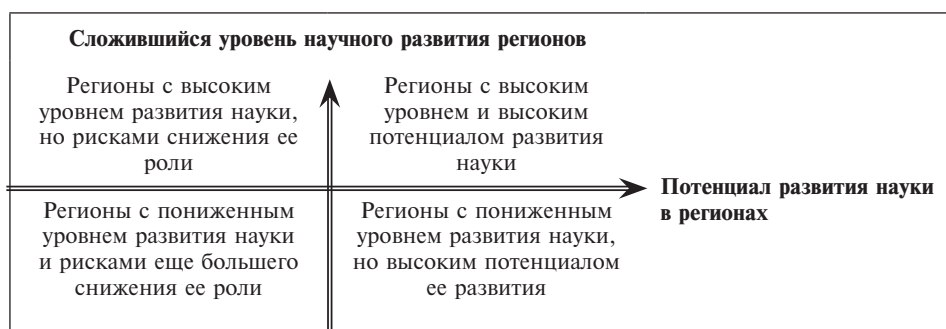 Сложившийся уровень научного развития регионов
Регионы с высоким
уровнем развития науки,
но рисками снижения ее
роли
Регионы с высоким
уровнем и высоким
потенциалом развития
науки
Потенциал развития науки
в регионах
Регионы с пониженным
уровнем развития науки
и рисками еще большего
снижения ее роли
Регионы с пониженным
уровнем развития науки,
но высоким потенциалом
ее развития